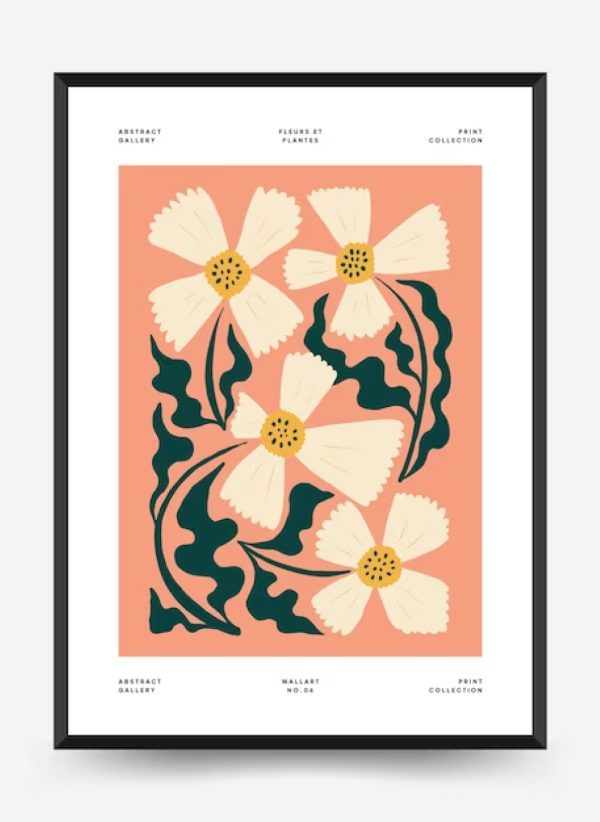 ABSTRACT
GALLERY
FLEURS ET
PLANTES
PRINT
COLLECTION
ABSTRACT
GALLERY
WALLART
NO.06
PRINT
COLLECTION